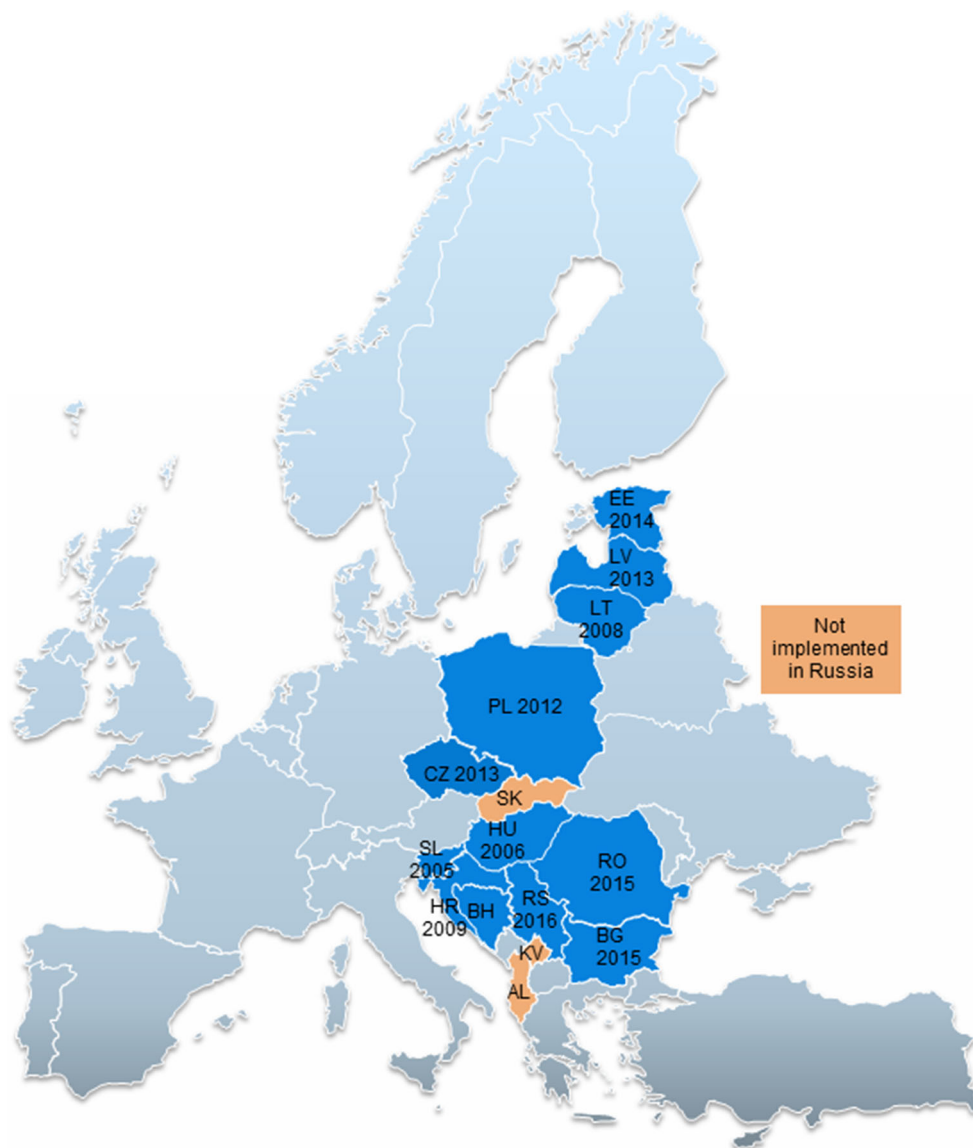 EE
2014
LV
2013
LT
2008
Not
implemented
in Russia
PL 2012
CZ 2013
SK
HU
2006
SL
2005
RO
2015
HR
2009
BH
RS
2016
BG
2015
KV
AL